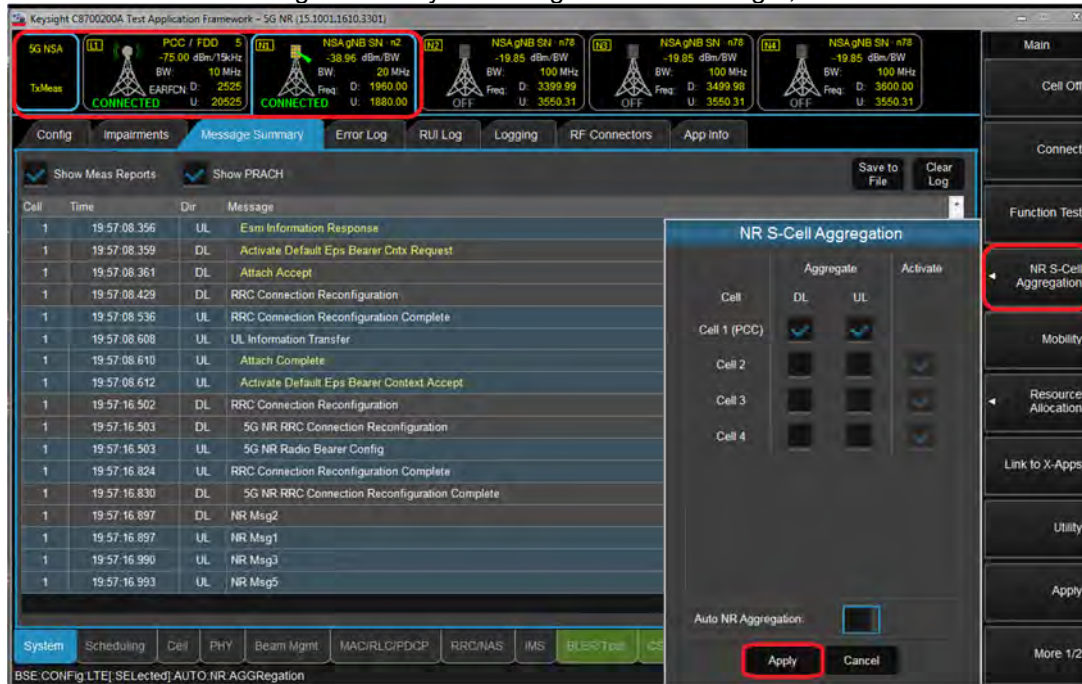 Keysight C8700200A Test Application Framework - 5G NR (15.1001.1610.3301)
5G NSA
TxMeas
L1 PCC / FDD 5
-75.00 dBm/15kHz
BW: 10 MHz
EARFCN D: 2525
U: 20525
CONNECTED
N1 NSA gNB SN - n2
-38.96 dBm/BW
BW: 20 MHz
Freq: D: 1960.00
U: 1880.00
CONNECTED
N2 NSA gNB SN - n78
-19.85 dBm/BW
BW: 100 MHz
Freq: D: 3399.99
U: 3550.31
OFF
N3 NSA gNB SN - n78
-19.85 dBm/BW
BW: 100 MHz
Freq: D: 3499.98
U: 3550.31
OFF
N4 NSA gNB SN - n78
-19.85 dBm/BW
BW: 100 MHz
Freq: D: 3600.00
U: 3550.31
OFF
Config Impairments Message Summary Error Log RUI Log Logging RF Connectors App Info
Show Meas Reports Show PRACH Save to File Clear Log
Cell Time Dir Message
1 19:57:08.356 UL Esm Information Response
1 19:57:08.359 DL Activate Default Eps Bearer Cntx Request
1 19:57:08.361 DL Attach Accept
1 19:57:08.429 DL RRC Connection Reconfiguration
1 19:57:08.536 UL RRC Connection Reconfiguration Complete
1 19:57:08.608 UL UL Information Transfer
1 19:57:08.610 UL Attach Complete
1 19:57:08.612 UL Activate Default Eps Bearer Context Accept
1 19:57:16.502 DL RRC Connection Reconfiguration
1 19:57:16.503 DL 5G NR RRC Connection Reconfiguration
1 19:57:16.503 UL 5G NR Radio Bearer Config
1 19:57:16.824 UL RRC Connection Reconfiguration Complete
1 19:57:16.830 DL 5G NR RRC Connection Reconfiguration Complete
1 19:57:16.897 DL NR Msg2
1 19:57:16.897 UL NR Msg1
1 19:57:16.990 UL NR Msg3
1 19:57:16.993 UL NR Msg5
NR S-Cell Aggregation
Aggregate Activate
Cell DL UL
Cell 1 (PCC)
Cell 2
Cell 3
Cell 4
Auto NR Aggregation:
Apply Cancel
Main
Cell Off
Connect
Function Test
NR S-Cell
Aggregation
Mobility
Resource
Allocation
Link to X-Apps
Utility
Apply
More 1/2
System Scheduling Cell PHY Beam Mgmt MAC/RLC/PDCP RRC/NAS IMS
BSE:CONFig:LTE[:SELected]:AUTO:NR:AGGRegation